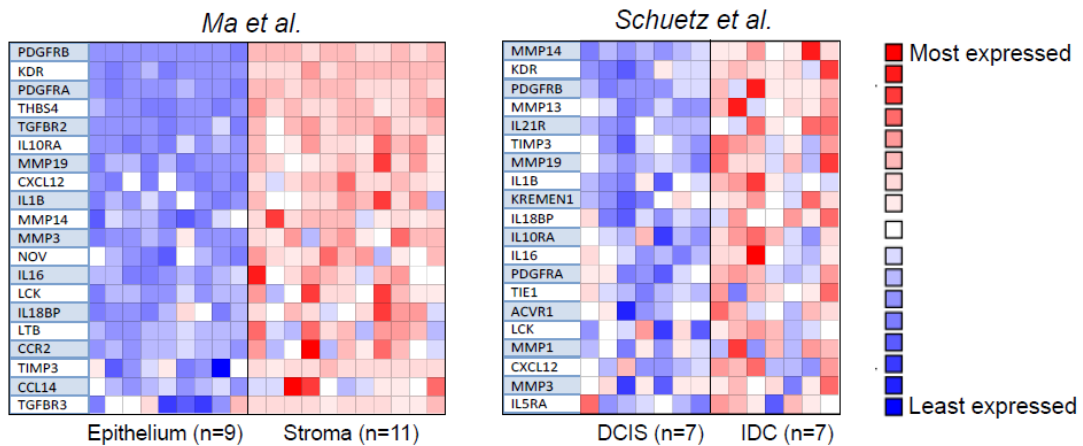 Ma et al.
PDGFRB
KDR
PDGFRA
THBS4
TGFBR2
IL10RA
MMP19
CXCL12
IL1B
MMP14
MMP3
NOV
IL16
LCK
IL18BP
LTB
CCR2
TIMP3
CCL14
TGFBR3
Epithelium (n=9) Stroma (n=11)
Schuetz et al.
MMP14
KDR
PDGFRB
MMP13
IL21R
TIMP3
MMP19
IL1B
KREMEN1
IL18BP
IL10RA
IL16
PDGFRA
TIE1
ACVR1
LCK
MMP1
CXCL12
MMP3
IL5RA
DCIS (n=7) IDC (n=7)
Most expressed
Least expressed